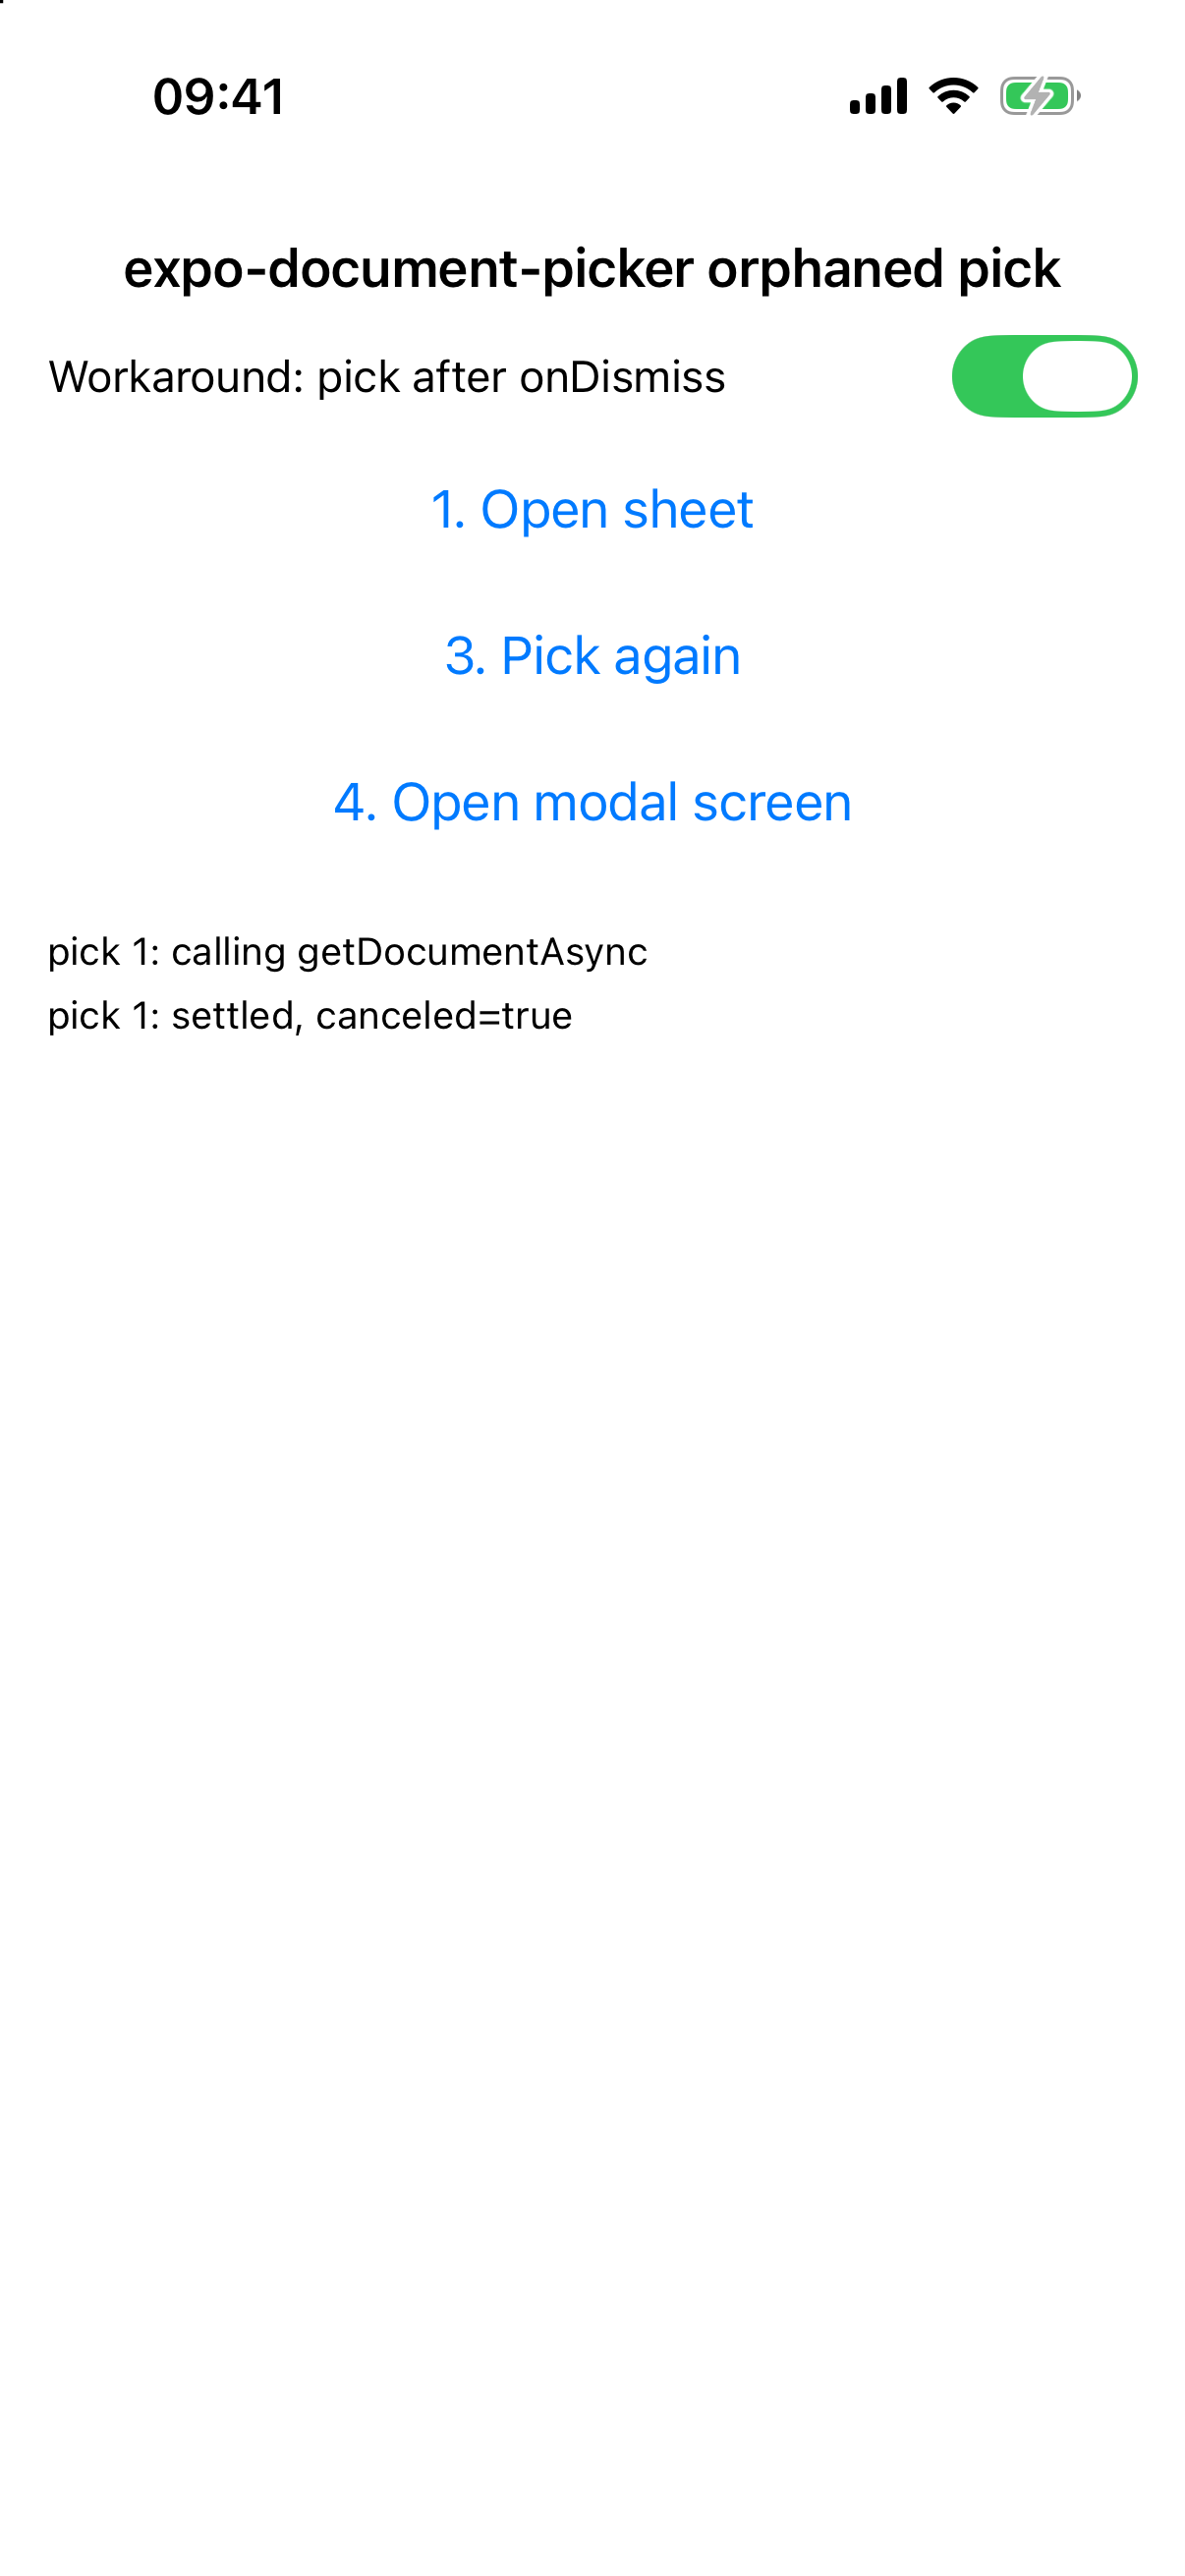 09:41
expo-document-picker orphaned pick
Workaround: pick after onDismiss
1. Open sheet
3. Pick again
4. Open modal screen
pick 1: calling getDocumentAsync
pick 1: settled, canceled=true